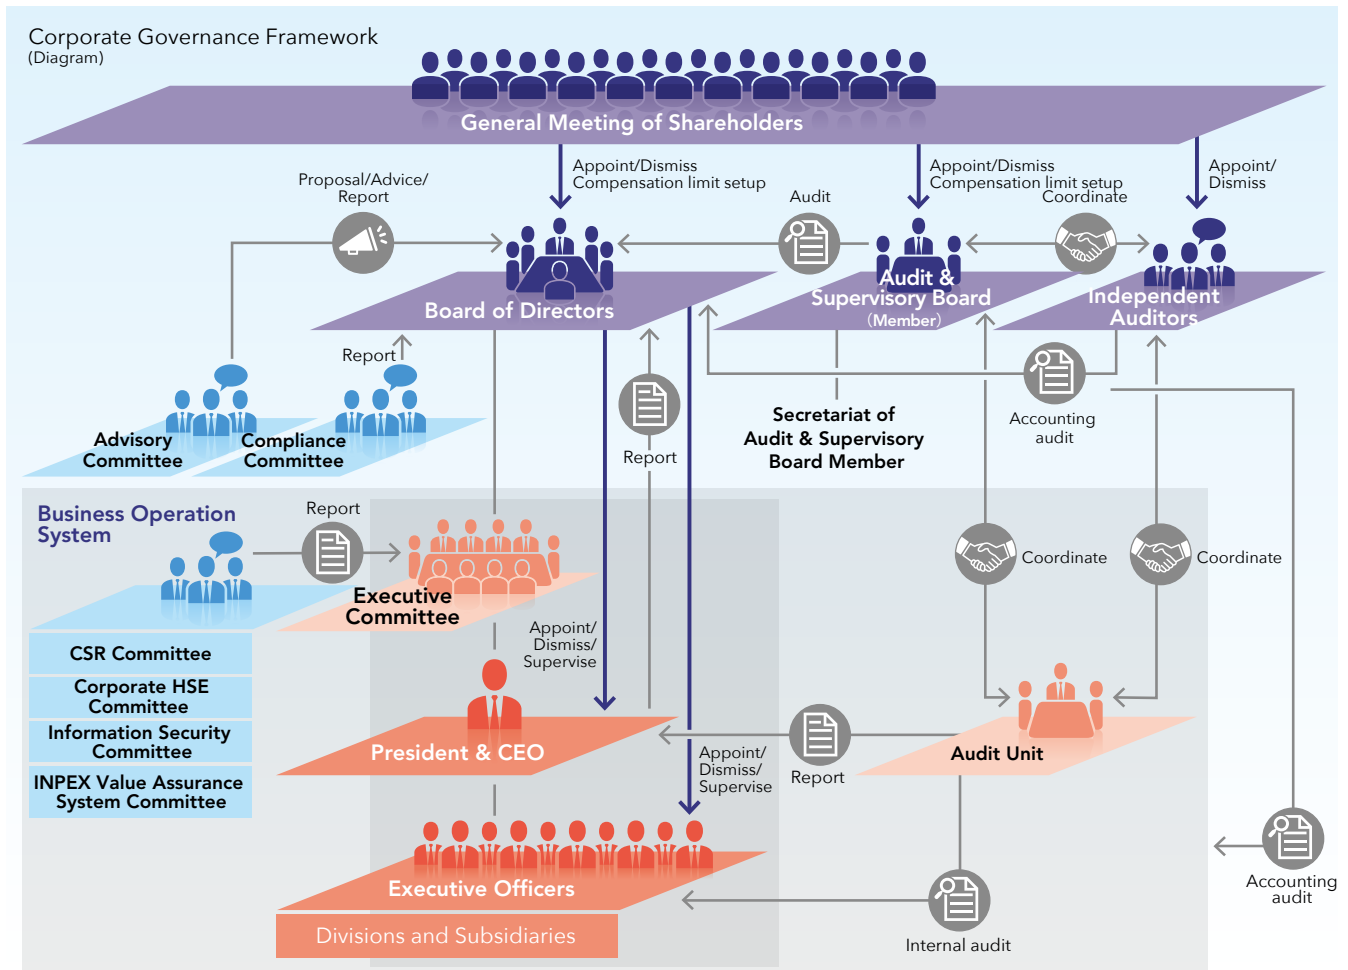 Corporate Governance Framework
(Diagram)
General Meeting of Shareholders
Appoint/Dismiss
Compensation limit setup
Appoint/Dismiss
Compensation limit setup
Appoint/
Dismiss
Proposal/Advice/
Report
Audit
Coordinate
Board of Directors
Audit &
Supervisory Board
(Member)
Independent
Auditors
Report
Advisory
Committee
Compliance
Committee
Report
Secretariat of
Audit & Supervisory
Board Member
Accounting
audit
Business Operation
System
Report
Executive
Committee
Coordinate
Coordinate
CSR Committee
Corporate HSE
Committee
Information Security
Committee
INPEX Value Assurance
System Committee
Appoint/
Dismiss/
Supervise
President & CEO
Appoint/
Dismiss/
Supervise
Report
Audit Unit
Executive Officers
Divisions and Subsidiaries
Internal audit
Accounting
audit